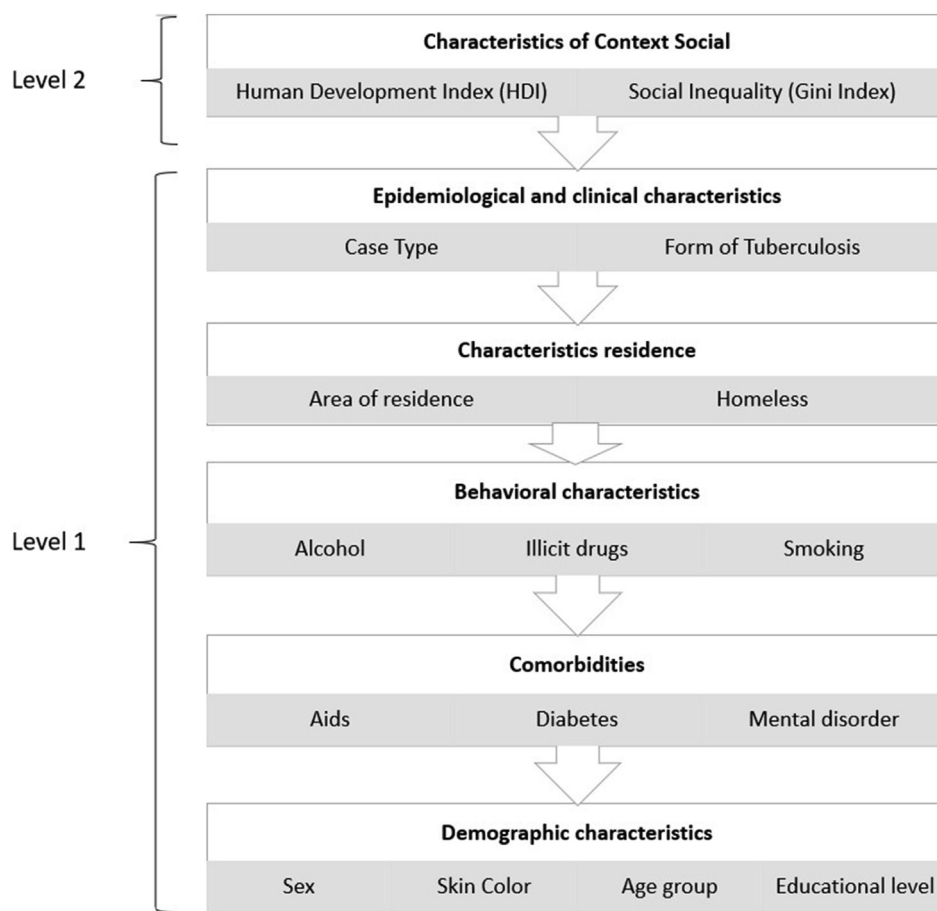 Characteristics of Context Social
Level 2
Human Development Index (HDI) Social Inequality (Gini Index)
Epidemiological and clinical characteristics
Case Type Form of Tuberculosis
Characteristics residence
Area of residence Homeless
Behavioral characteristics
Level 1
Alcohol Illicit drugs Smoking
Comorbidities
Aids Diabetes Mental disorder
Demographic characteristics
Sex Skin Color Age group Educational level